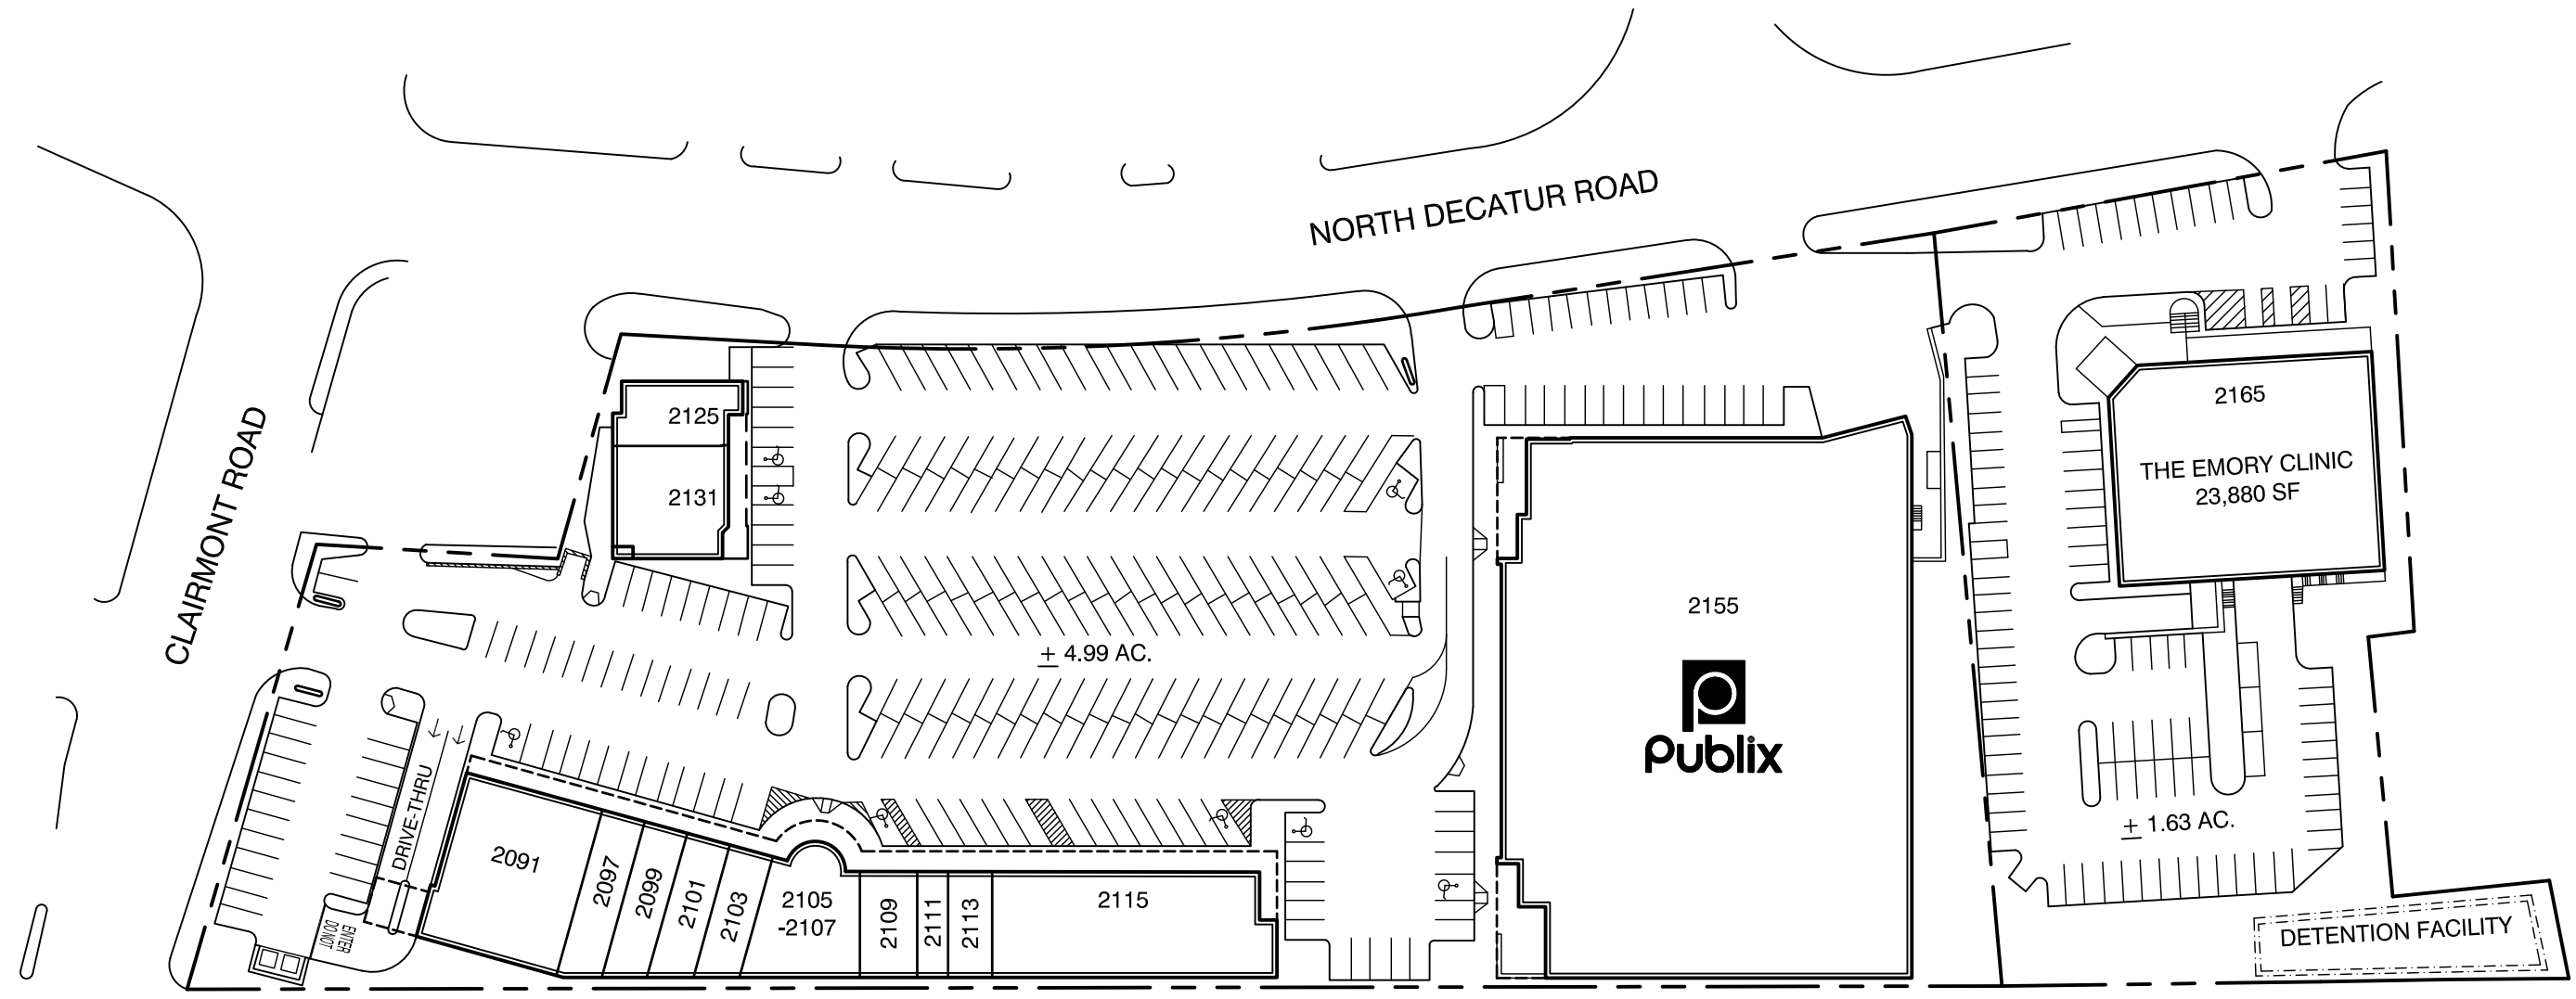 NORTH DECATUR ROAD
CLAIRMONT ROAD
2125
2131
2165
THE EMORY CLINIC
23,880 SF
2155
Publix
± 4.99 AC.
± 1.63 AC.
DRIVE-THRU
DO NOT
ENTER
2091
2097
2099
2101
2103
2105
-2107
2109
2111
2113
2115
DETENTION FACILITY